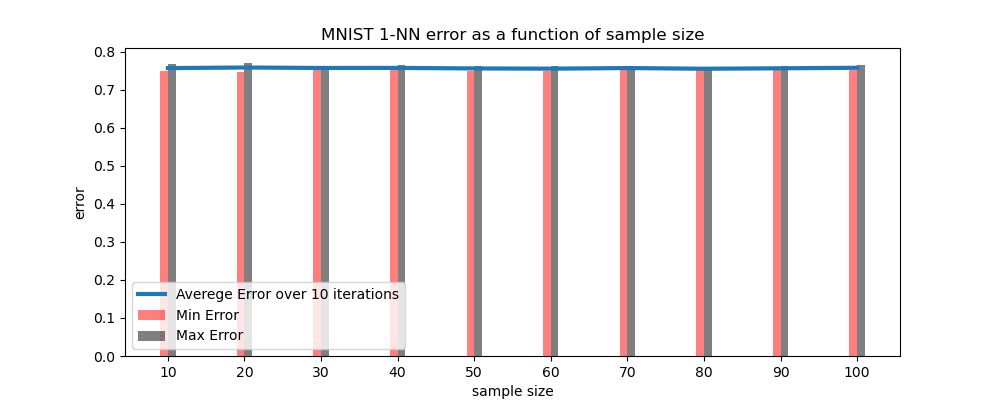 MNIST 1-NN error as a function of sample size
0.8
0.7
0.6
0.5
0.4
0.3
0.2
0.1
0.0
error
Averege Error over 10 iterations
Min Error
Max Error
10 20 30 40 50 60 70 80 90 100
sample size